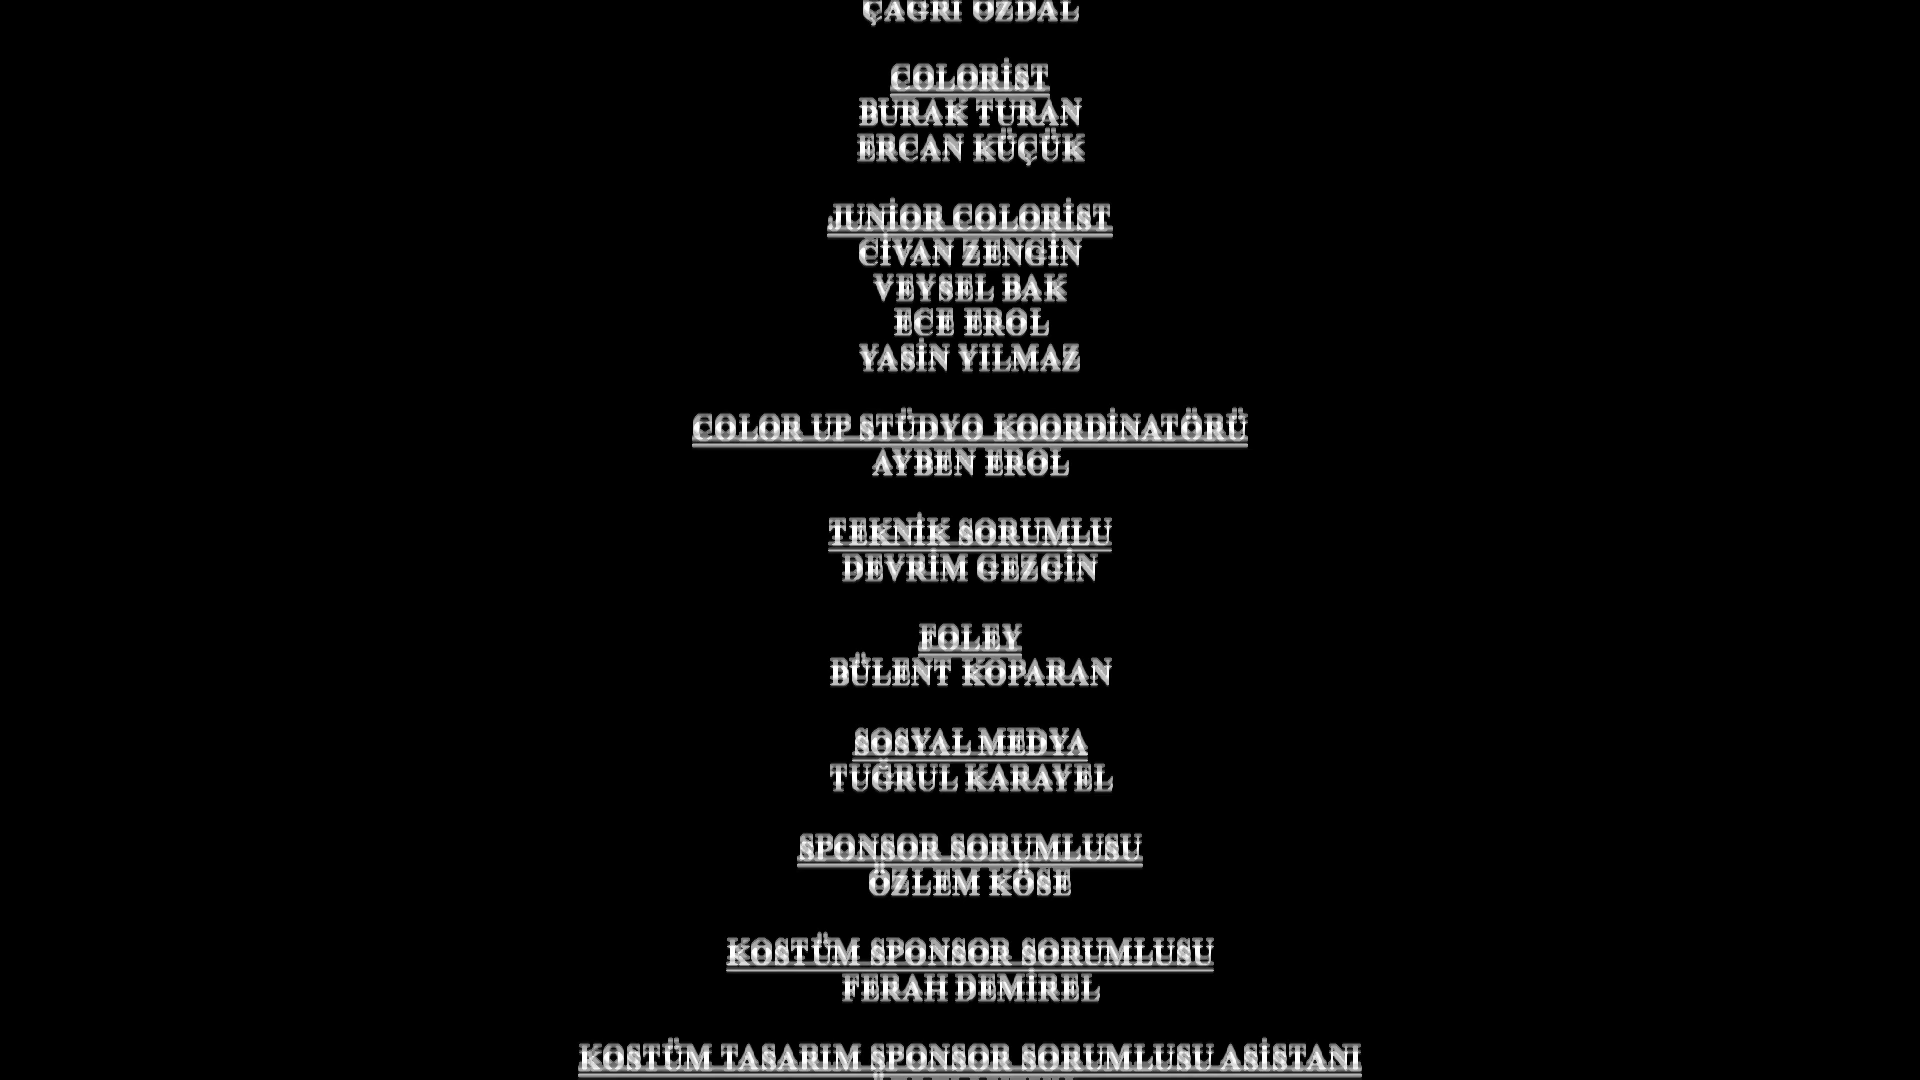 ÇAĞRI ÖZDAL
COLORİST
BURAK TURAN
ERCAN KÜÇÜK
JUNİOR COLORİST
CİVAN ZENGİN
VEYSEL BAK
ECE EROL
YASİN YILMAZ
COLOR UP STÜDYO KOORDİNATÖRÜ
AYBEN EROL
TEKNİK SORUMLU
DEVRİM GEZGİN
FOLEY
BÜLENT KOPARAN
SOSYAL MEDYA
TUĞRUL KARAYEL
SPONSOR SORUMLUSU
ÖZLEM KÖSE
KOSTÜM SPONSOR SORUMLUSU
FERAH DEMİREL
KOSTÜM TASARIM SPONSOR SORUMLUSU ASİSTANI